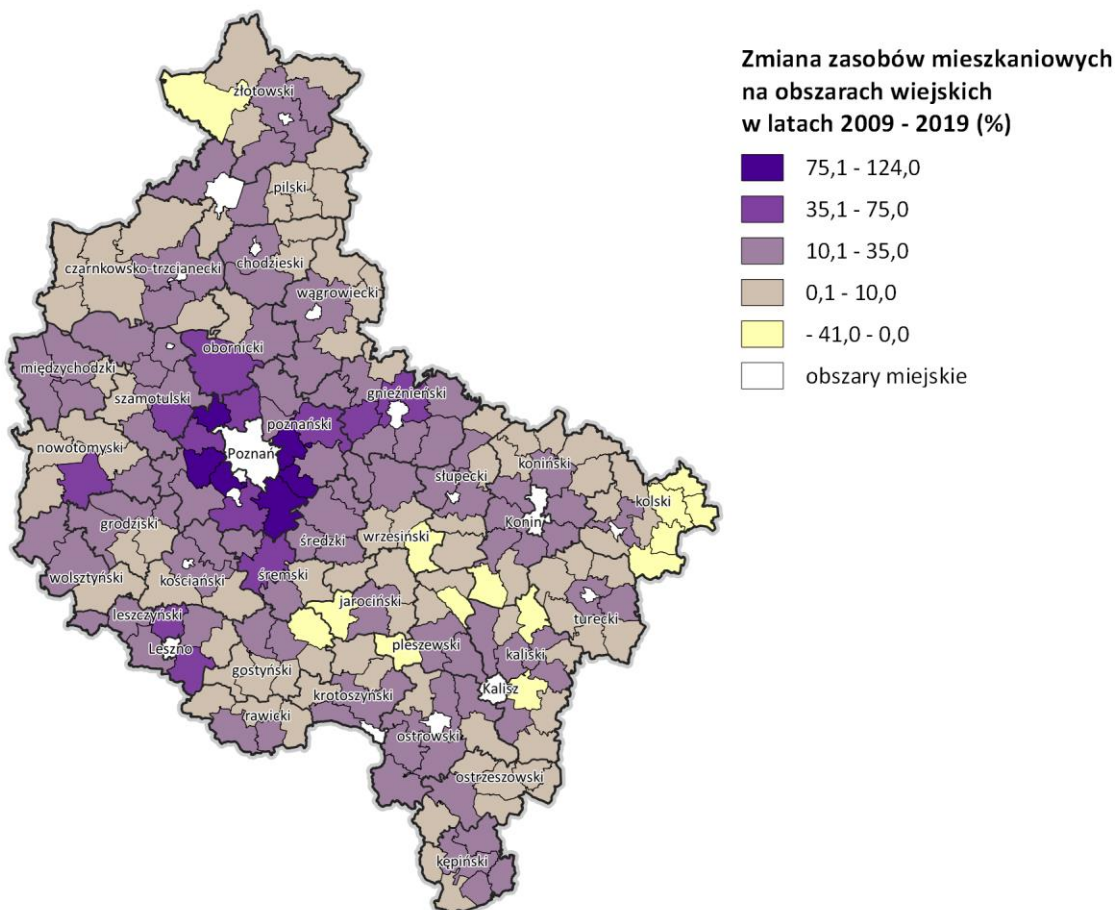 Zmiana zasobów mieszkaniowych
na obszarach wiejskich
w latach 2009 - 2019 (%)
75,1 - 124,0
35,1 - 75,0
10,1 - 35,0
0,1 - 10,0
- 41,0 - 0,0
obszary miejskie
złotowski
pilski
czarnkowsko-trzcianecki
chodzieski
wągrowiecki
obornicki
międzychodzki
szamotulski
gnieźnieński
poznański
nowotomyski
Poznań
koniński
słupecki
kolski
grodziski
Konin
średzki
wrzesiński
wolsztyński
kościański
śremski
jarociński
leszczyński
turecki
Leszno
pleszewski
kaliski
gostyński
Kalisz
krotoszyński
rawicki
ostrowski
ostrzeszowski
kępiński